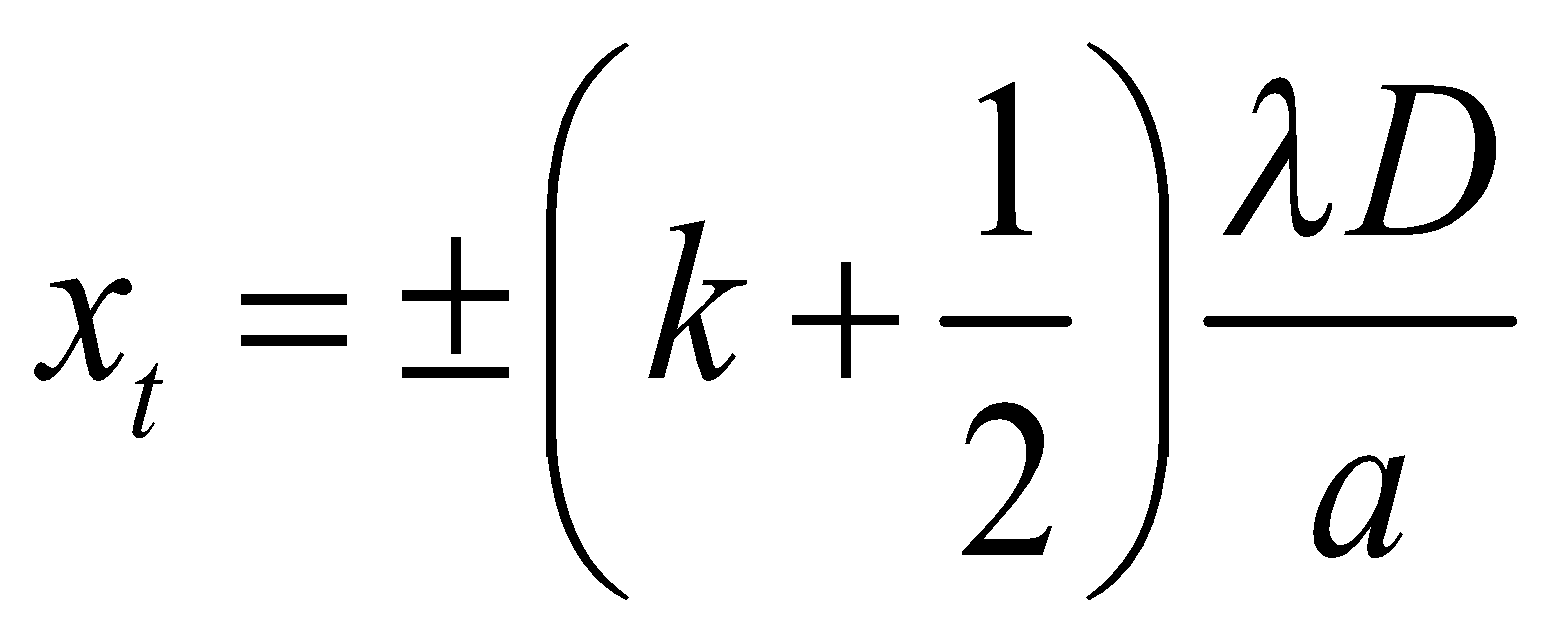 x_t = ±(k + 1/2) λD/a